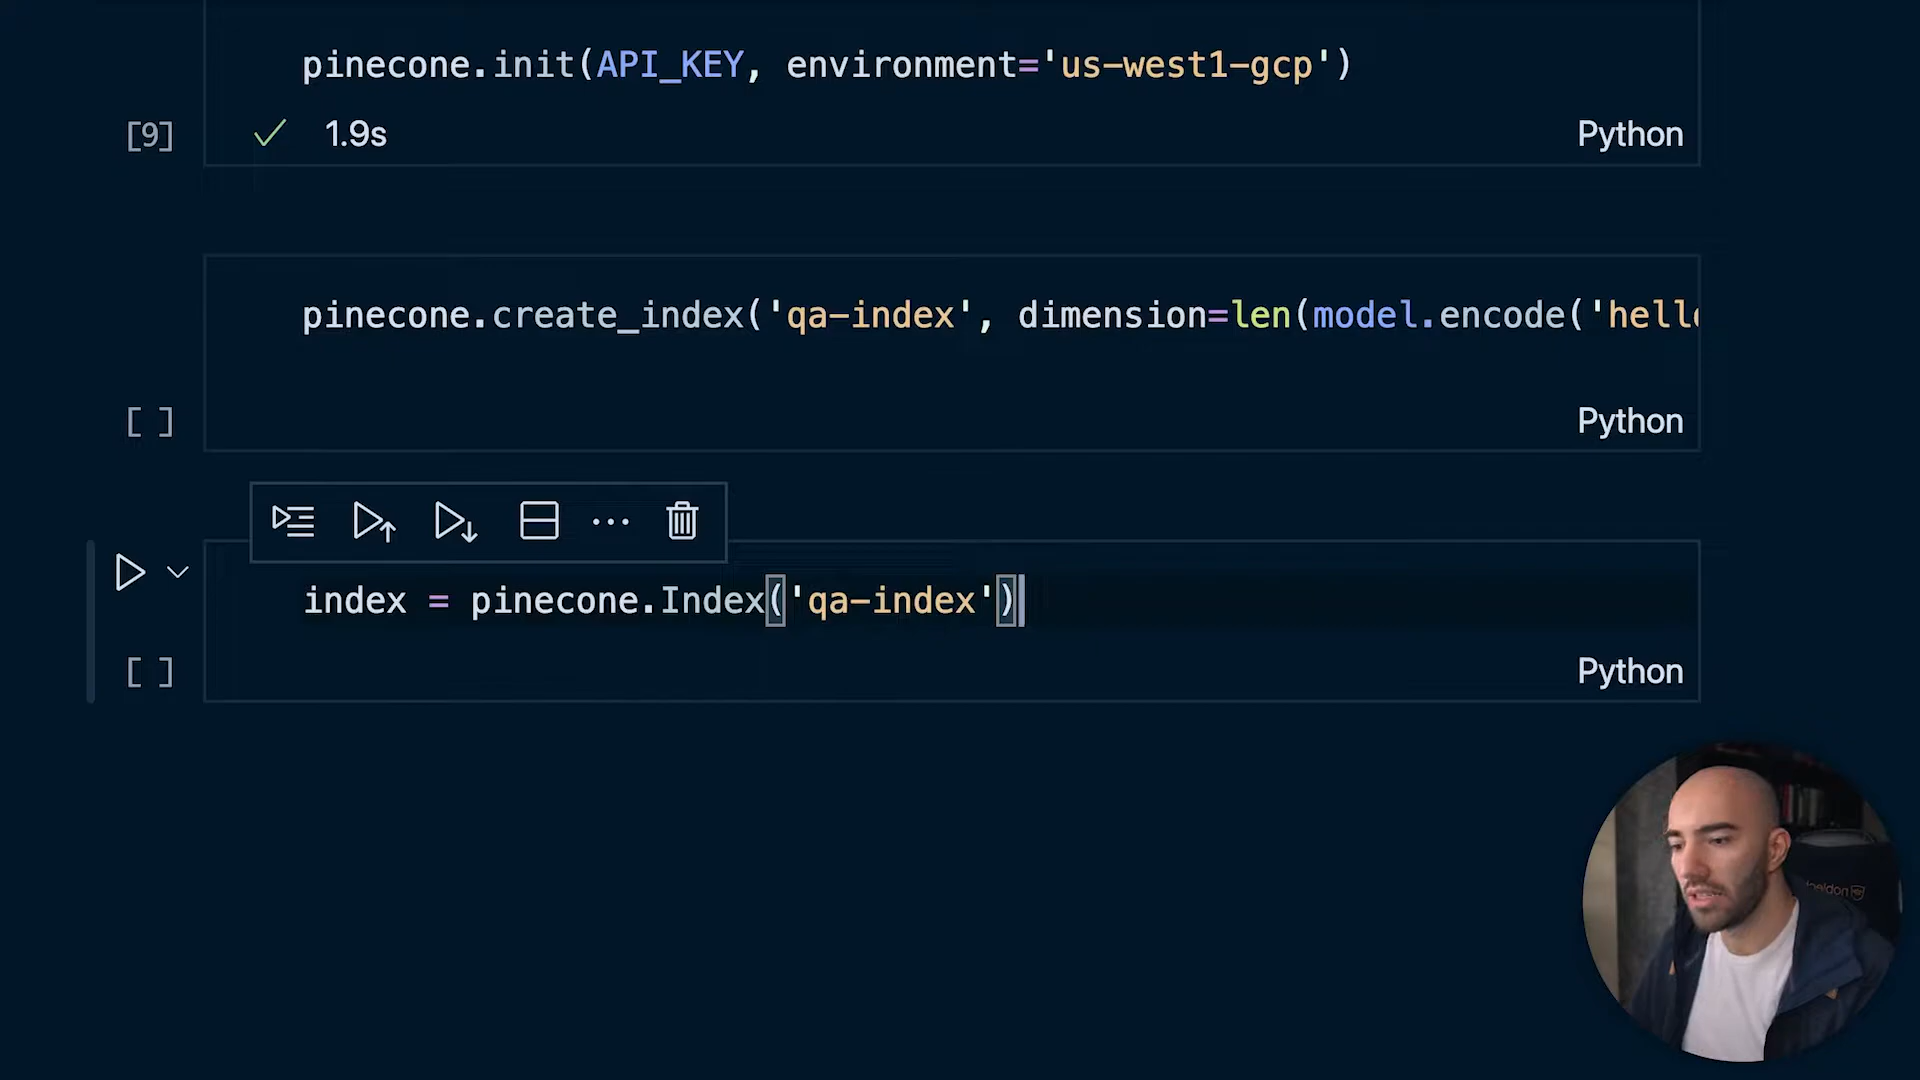 pinecone.init(API_KEY, environment='us-west1-gcp')
[9] 1.9s Python
pinecone.create_index('qa-index', dimension=len(model.encode('hello
[ ] Python
index = pinecone.Index('qa-index')
[ ] Python